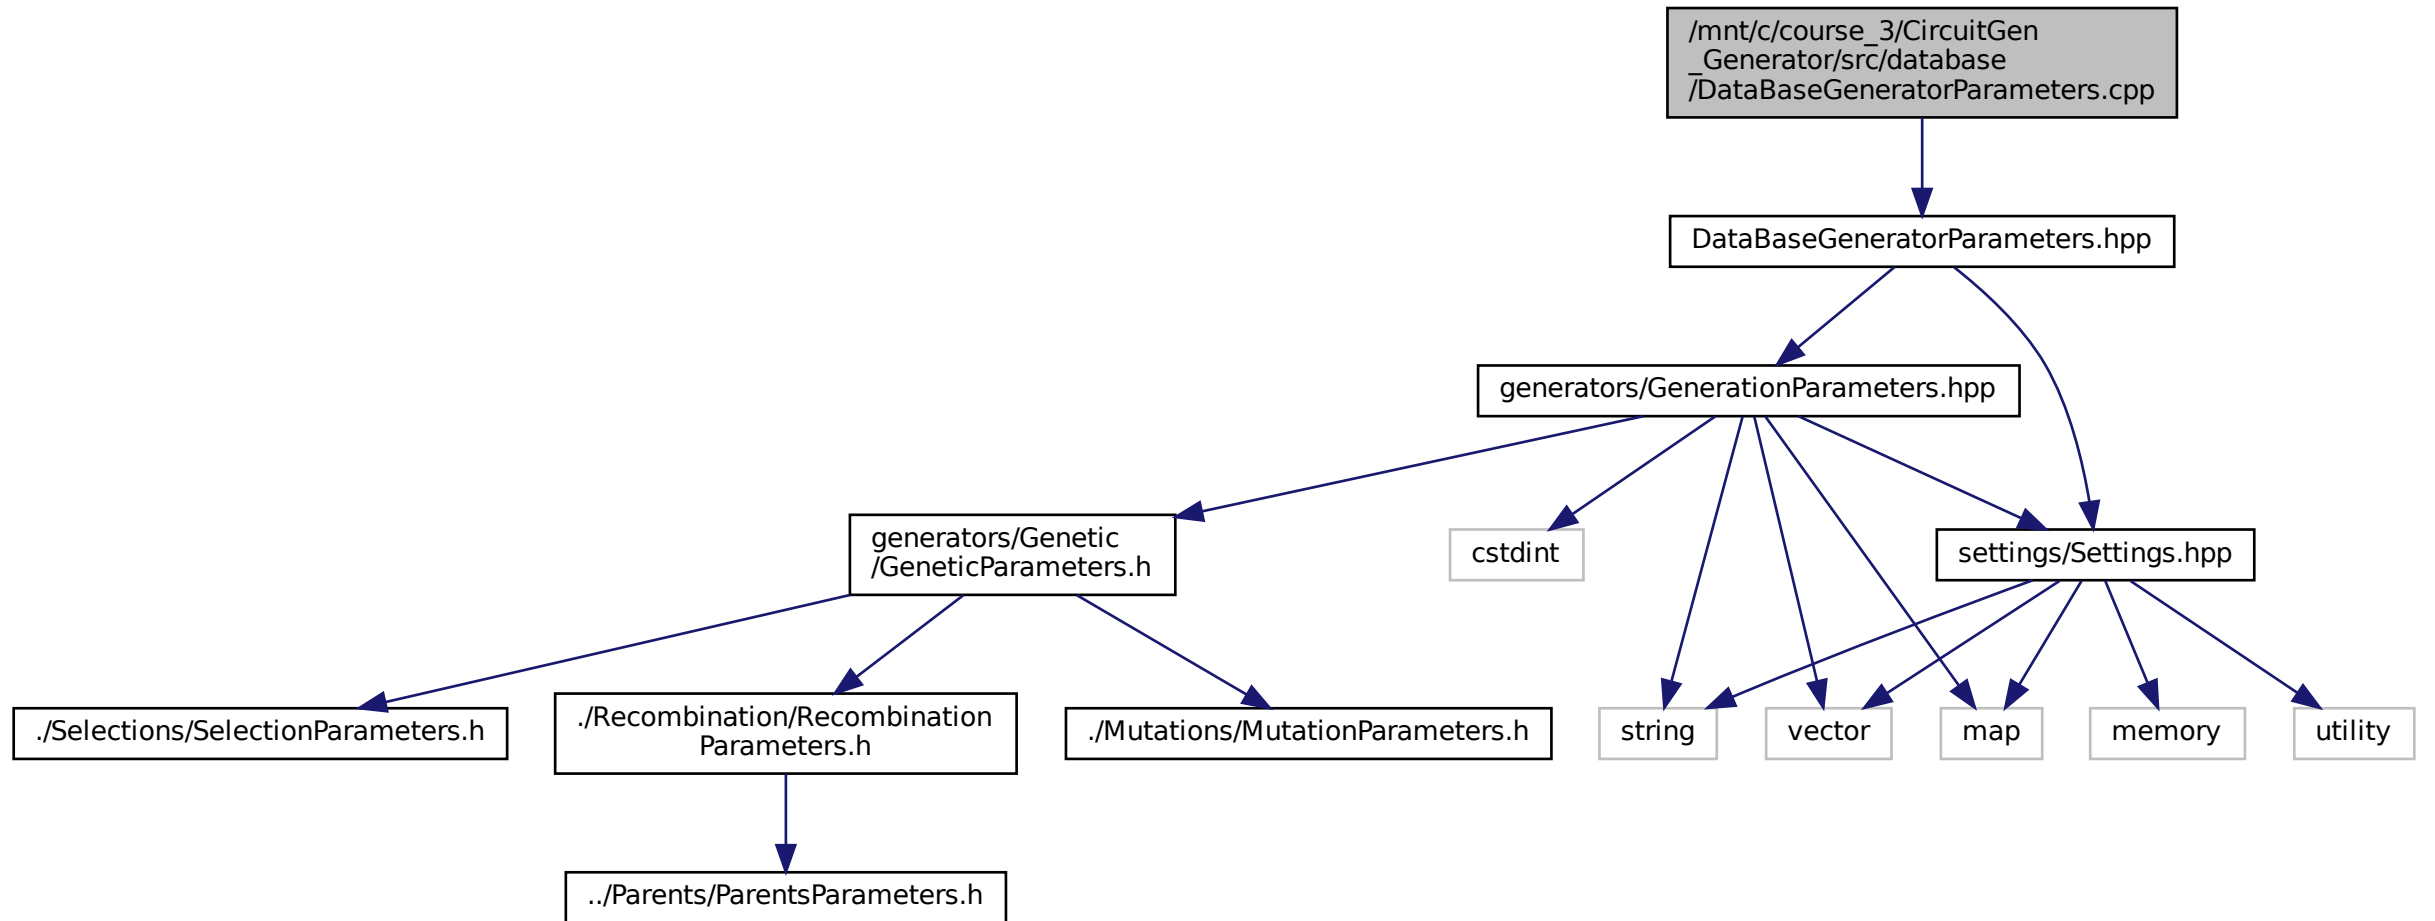 /mnt/c/course_3/CircuitGen
_Generator/src/database
/DataBaseGeneratorParameters.cpp
DataBaseGeneratorParameters.hpp
generators/GenerationParameters.hpp
generators/Genetic
/GeneticParameters.h
cstdint
settings/Settings.hpp
./Selections/SelectionParameters.h
./Recombination/Recombination
Parameters.h
./Mutations/MutationParameters.h
string
vector
map
memory
utility
../Parents/ParentsParameters.h